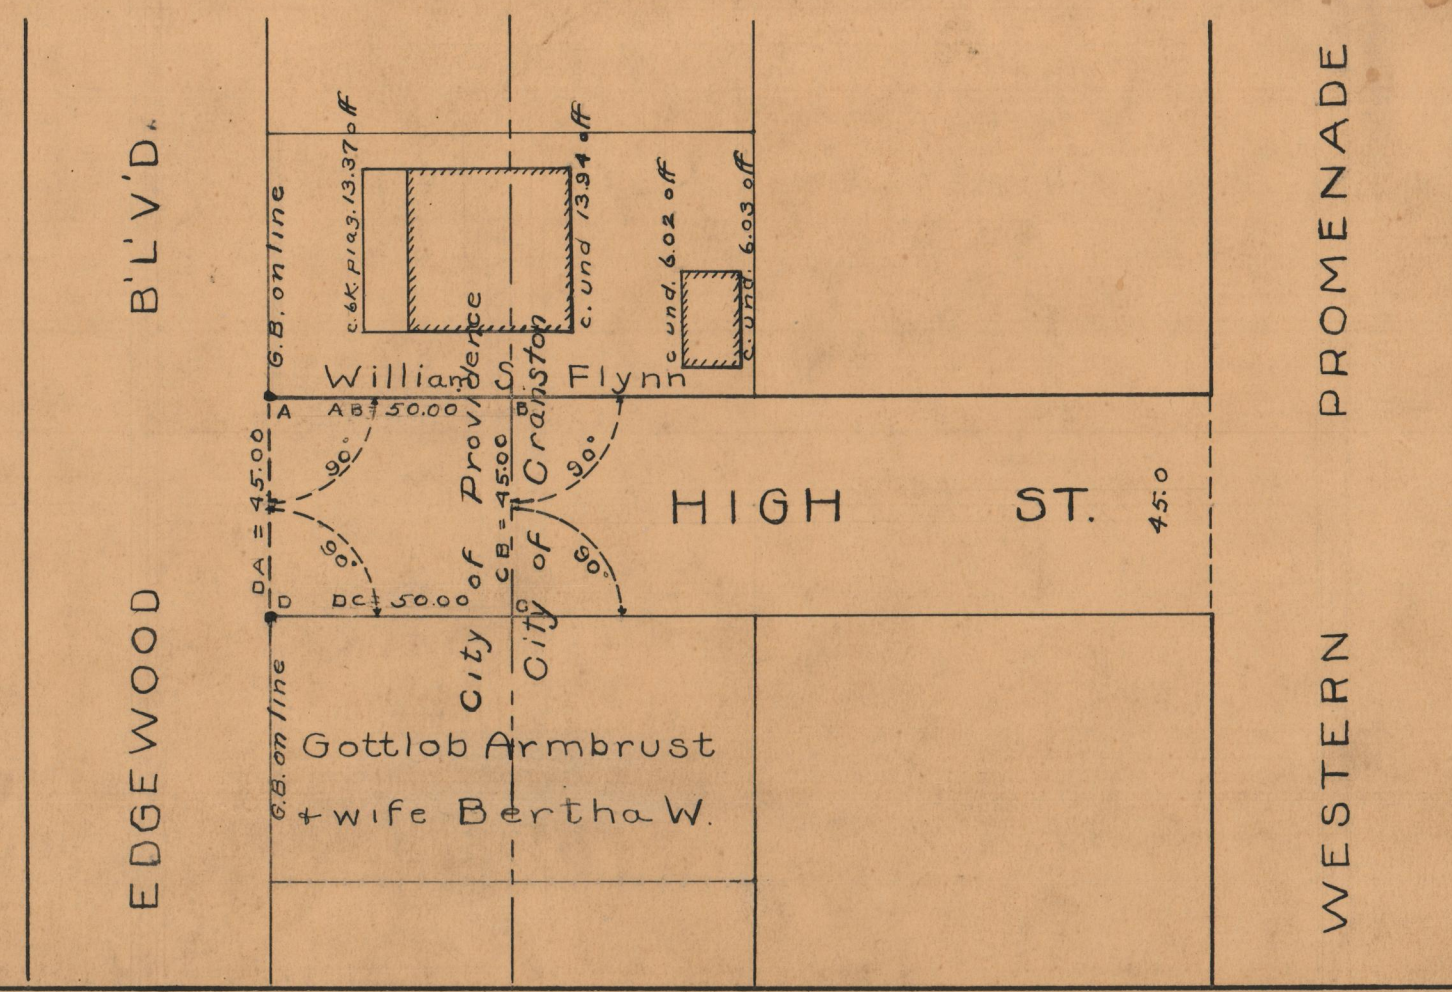 EDGEWOOD B'L'V'D.
G.B. on line
c. bk. piaz. 13.37 off
c. und 13.94 off
c und. 6.02 off
c. und. 6.03 off
William S. Flynn
A
AB = 50.00
B
90°
90°
DA = 45.00
CB = 45.00
City of Providence
City of Cranston
HIGH ST.
45.0
90°
90°
D
DC = 50.00
C
G.B. on line
Gottlob Armbrust
+ wife Bertha W.
WESTERN PROMENADE